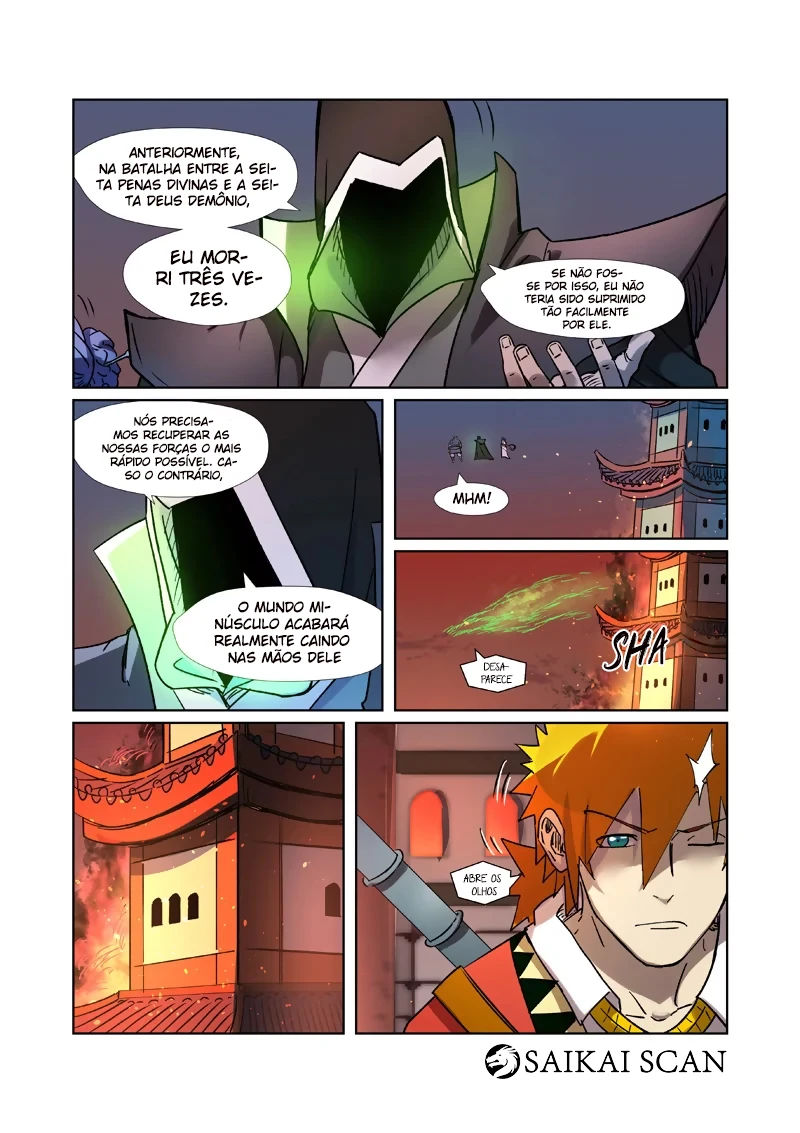 ANTERIORMENTE,
NA BATALHA ENTRE A SEI-
TA PENAS DIVINAS E A SEI-
TA DEUS DEMÔNIO,
EU MOR-
RI TRÊS VE-
ZES.
SE NÃO FOS-
SE POR ISSO, EU NÃO
TERIA SIDO SUPRIMIDO
TÃO FACILMENTE
POR ELE.
NÓS PRECISA-
MOS RECUPERAR AS
NOSSAS FORÇAS O MAIS
RÁPIDO POSSÍVEL. CA-
SO O CONTRÁRIO,
O MUNDO MI-
NÚSCULO ACABARÁ
REALMENTE CAINDO
NAS MÃOS DELE
MHM!
DESA-
PARECE
SHA
ABRE OS
OLHOS
SAIKAI SCAN